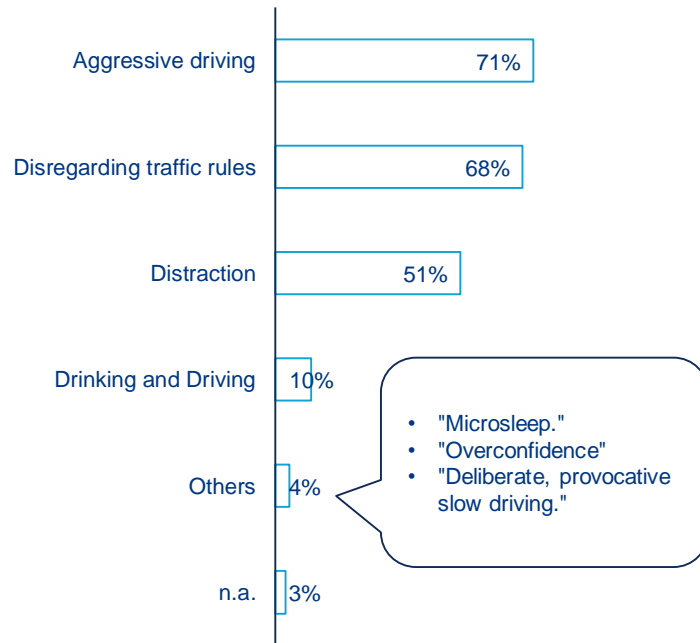 Aggressive driving 71%
Disregarding traffic rules 68%
Distraction 51%
Drinking and Driving 10%
Others 4%
• "Microsleep."
• "Overconfidence"
• "Deliberate, provocative
slow driving."
n.a. 3%